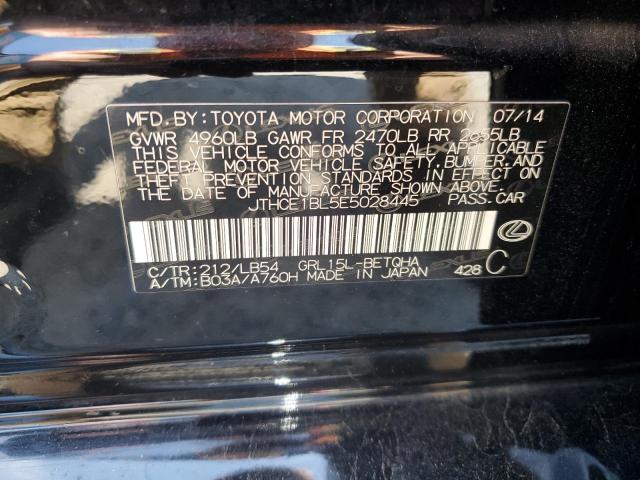 MFD. BY: TOYOTA MOTOR CORPORATION 07/14
GVWR 4960LB GAWR FR 2470LB RR 2655LB
THIS VEHICLE CONFORMS TO ALL APPLICABLE
FEDERAL MOTOR VEHICLE SAFETY, BUMPER, AND
THEFT PREVENTION STANDARDS IN EFFECT ON
THE DATE OF MANUFACTURE SHOWN ABOVE.
JTHCE1BL5E5028445 PASS. CAR
C/TR: 212/LB54 GRL15L-BETQHA
A/TM: B03A/A760H MADE IN JAPAN 428 C